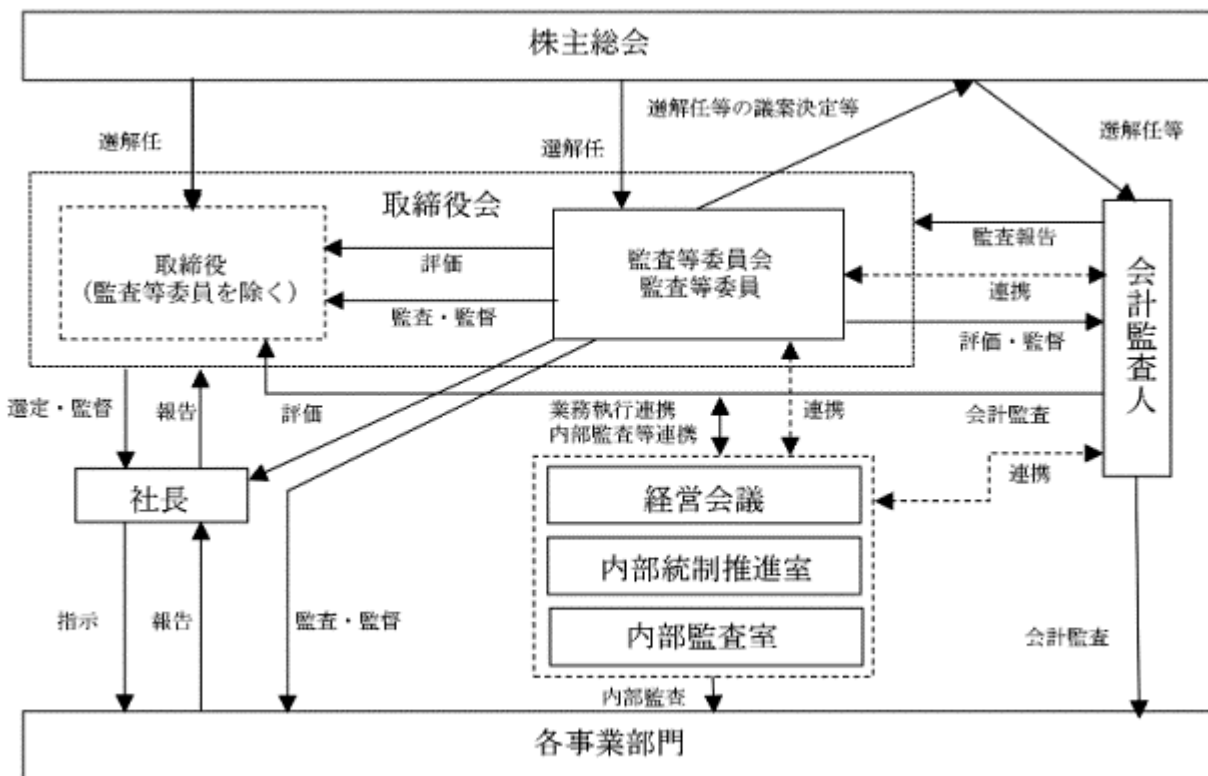 株主総会
選解任等の議案決定等
選解任
選解任
選解任等
取締役会
取締役
（監査等委員を除く）
評価
監査・監督
監査等委員会
監査等委員
監査報告
連携
評価・監督
会計監査人
選定・監督
報告
評価
業務執行連携
内部監査等連携
連携
会計監査
連携
社長
経営会議
内部統制推進室
内部監査室
指示
報告
監査・監督
会計監査
内部監査
各事業部門